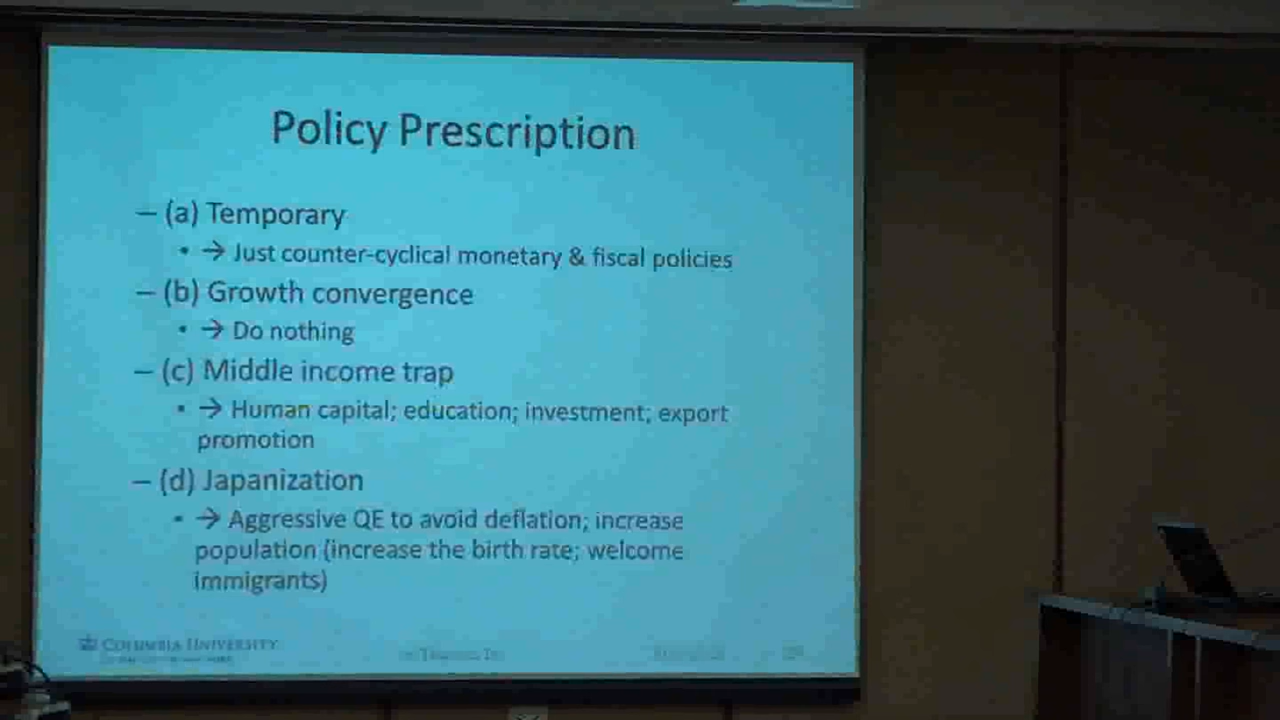 Policy Prescription
– (a) Temporary
• → Just counter-cyclical monetary & fiscal policies
– (b) Growth convergence
• → Do nothing
– (c) Middle income trap
• → Human capital; education; investment; export
promotion
– (d) Japanization
• → Aggressive QE to avoid deflation; increase
population (increase the birth rate; welcome
immigrants)
COLUMBIA UNIVERSITY